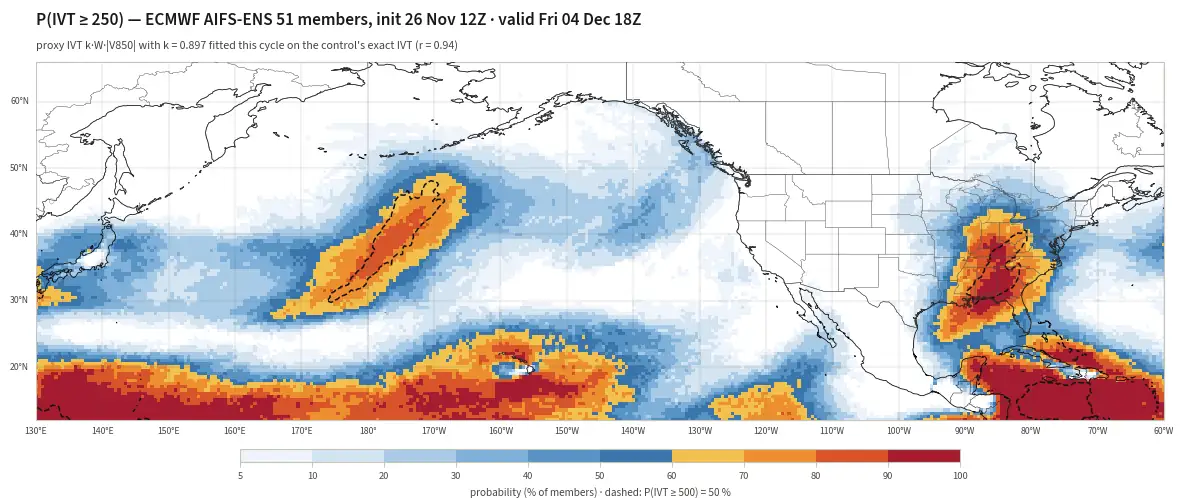 P(IVT ≥ 250) — ECMWF AIFS-ENS 51 members, init 26 Nov 12Z · valid Fri 04 Dec 18Z
proxy IVT k·W·|V850| with k = 0.897 fitted this cycle on the control's exact IVT (r = 0.94)
60°N
50°N
40°N
30°N
20°N
130°E 140°E 150°E 160°E 170°E 180° 170°W 160°W 150°W 140°W 130°W 120°W 110°W 100°W 90°W 80°W 70°W 60°W
5 10 20 30 40 50 60 70 80 90 100
probability (% of members) · dashed: P(IVT ≥ 500) = 50 %